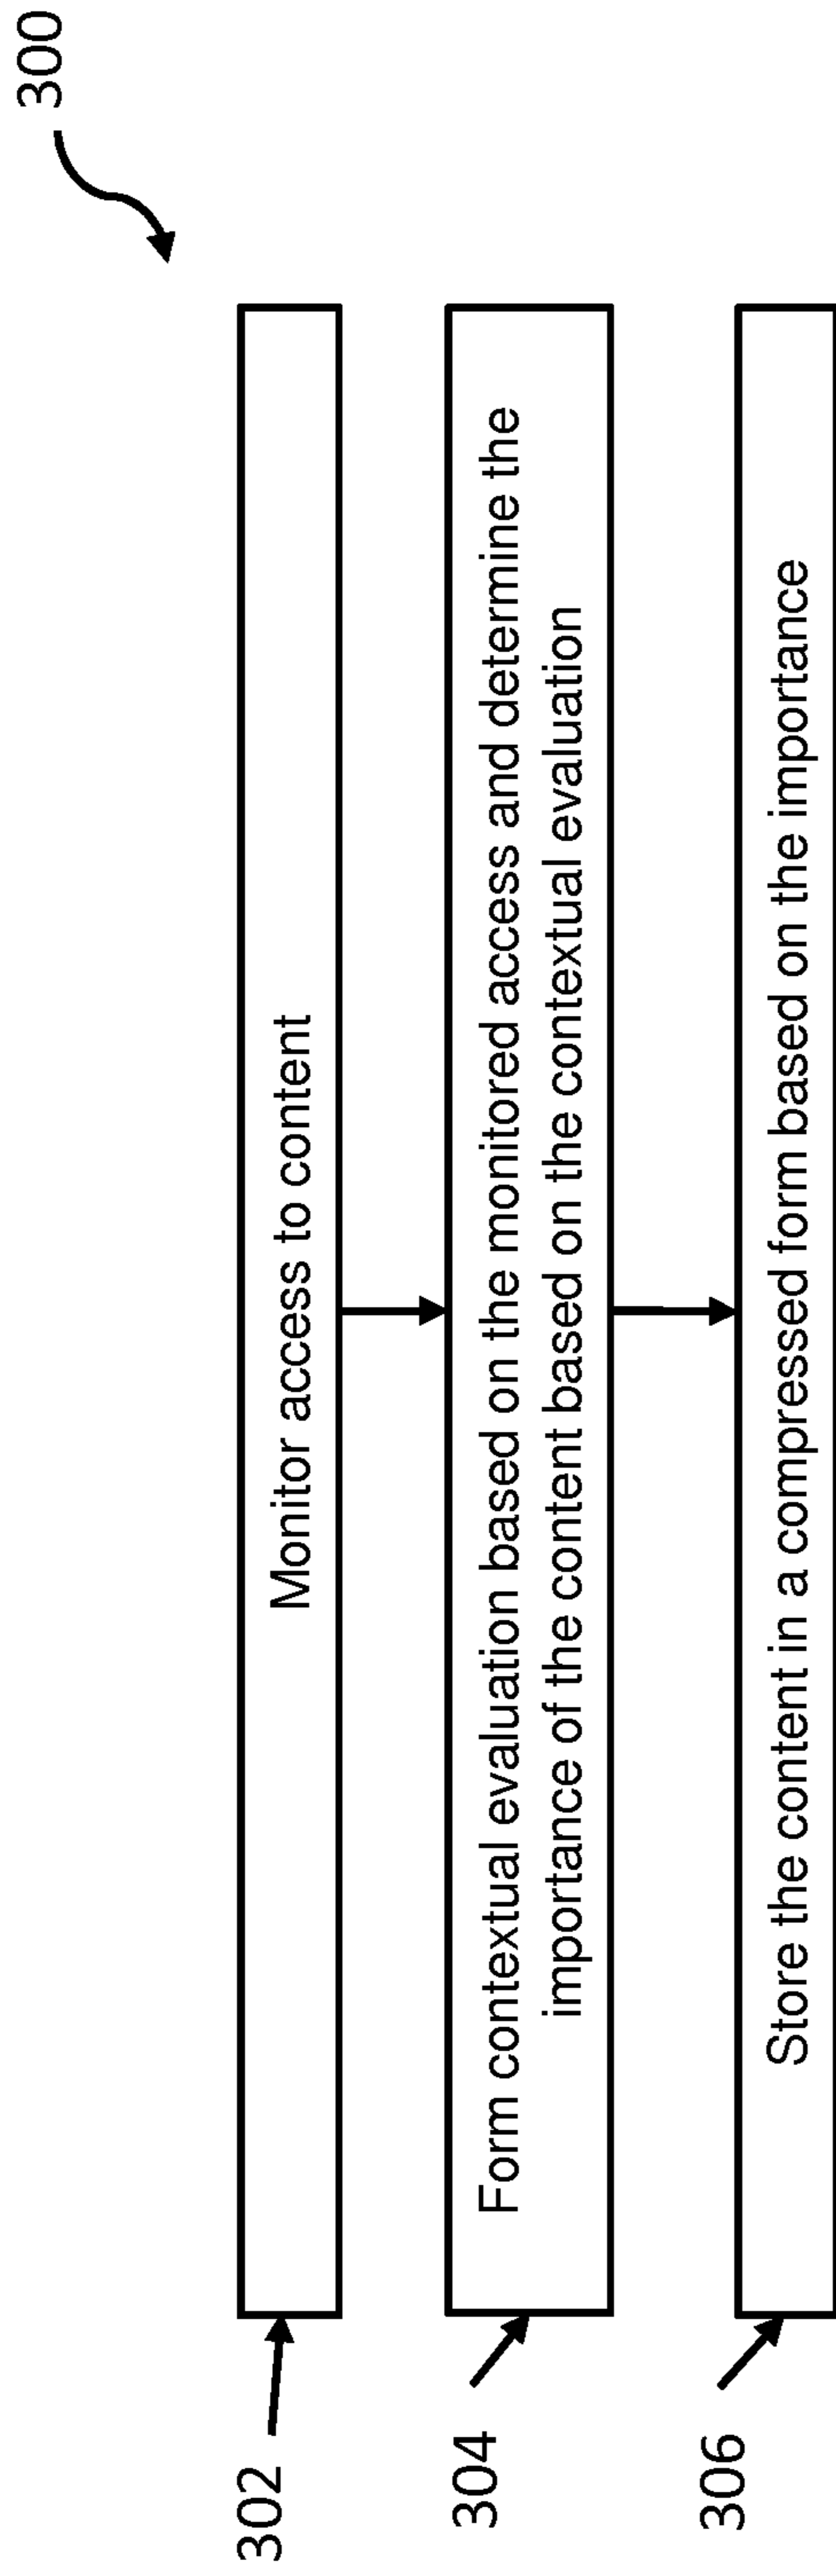 300
302
Monitor access to content
304
Form contextual evaluation based on the monitored access and determine the
importance of the content based on the contextual evaluation
306
Store the content in a compressed form based on the importance